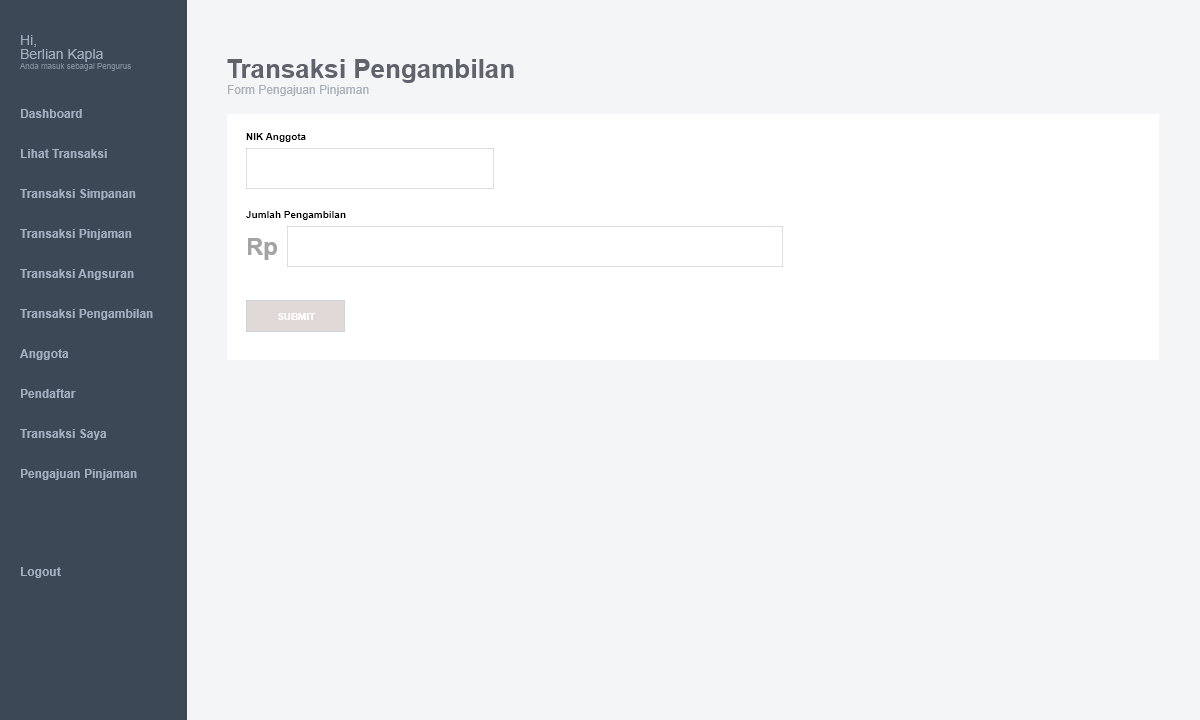 Hi,
Berlian Kapla
Anda masuk sebagai Pengurus
Dashboard
Lihat Transaksi
Transaksi Simpanan
Transaksi Pinjaman
Transaksi Angsuran
Transaksi Pengambilan
Anggota
Pendaftar
Transaksi Saya
Pengajuan Pinjaman
Logout
Transaksi Pengambilan
Form Pengajuan Pinjaman
NIK Anggota
Jumlah Pengambilan
Rp
SUBMIT